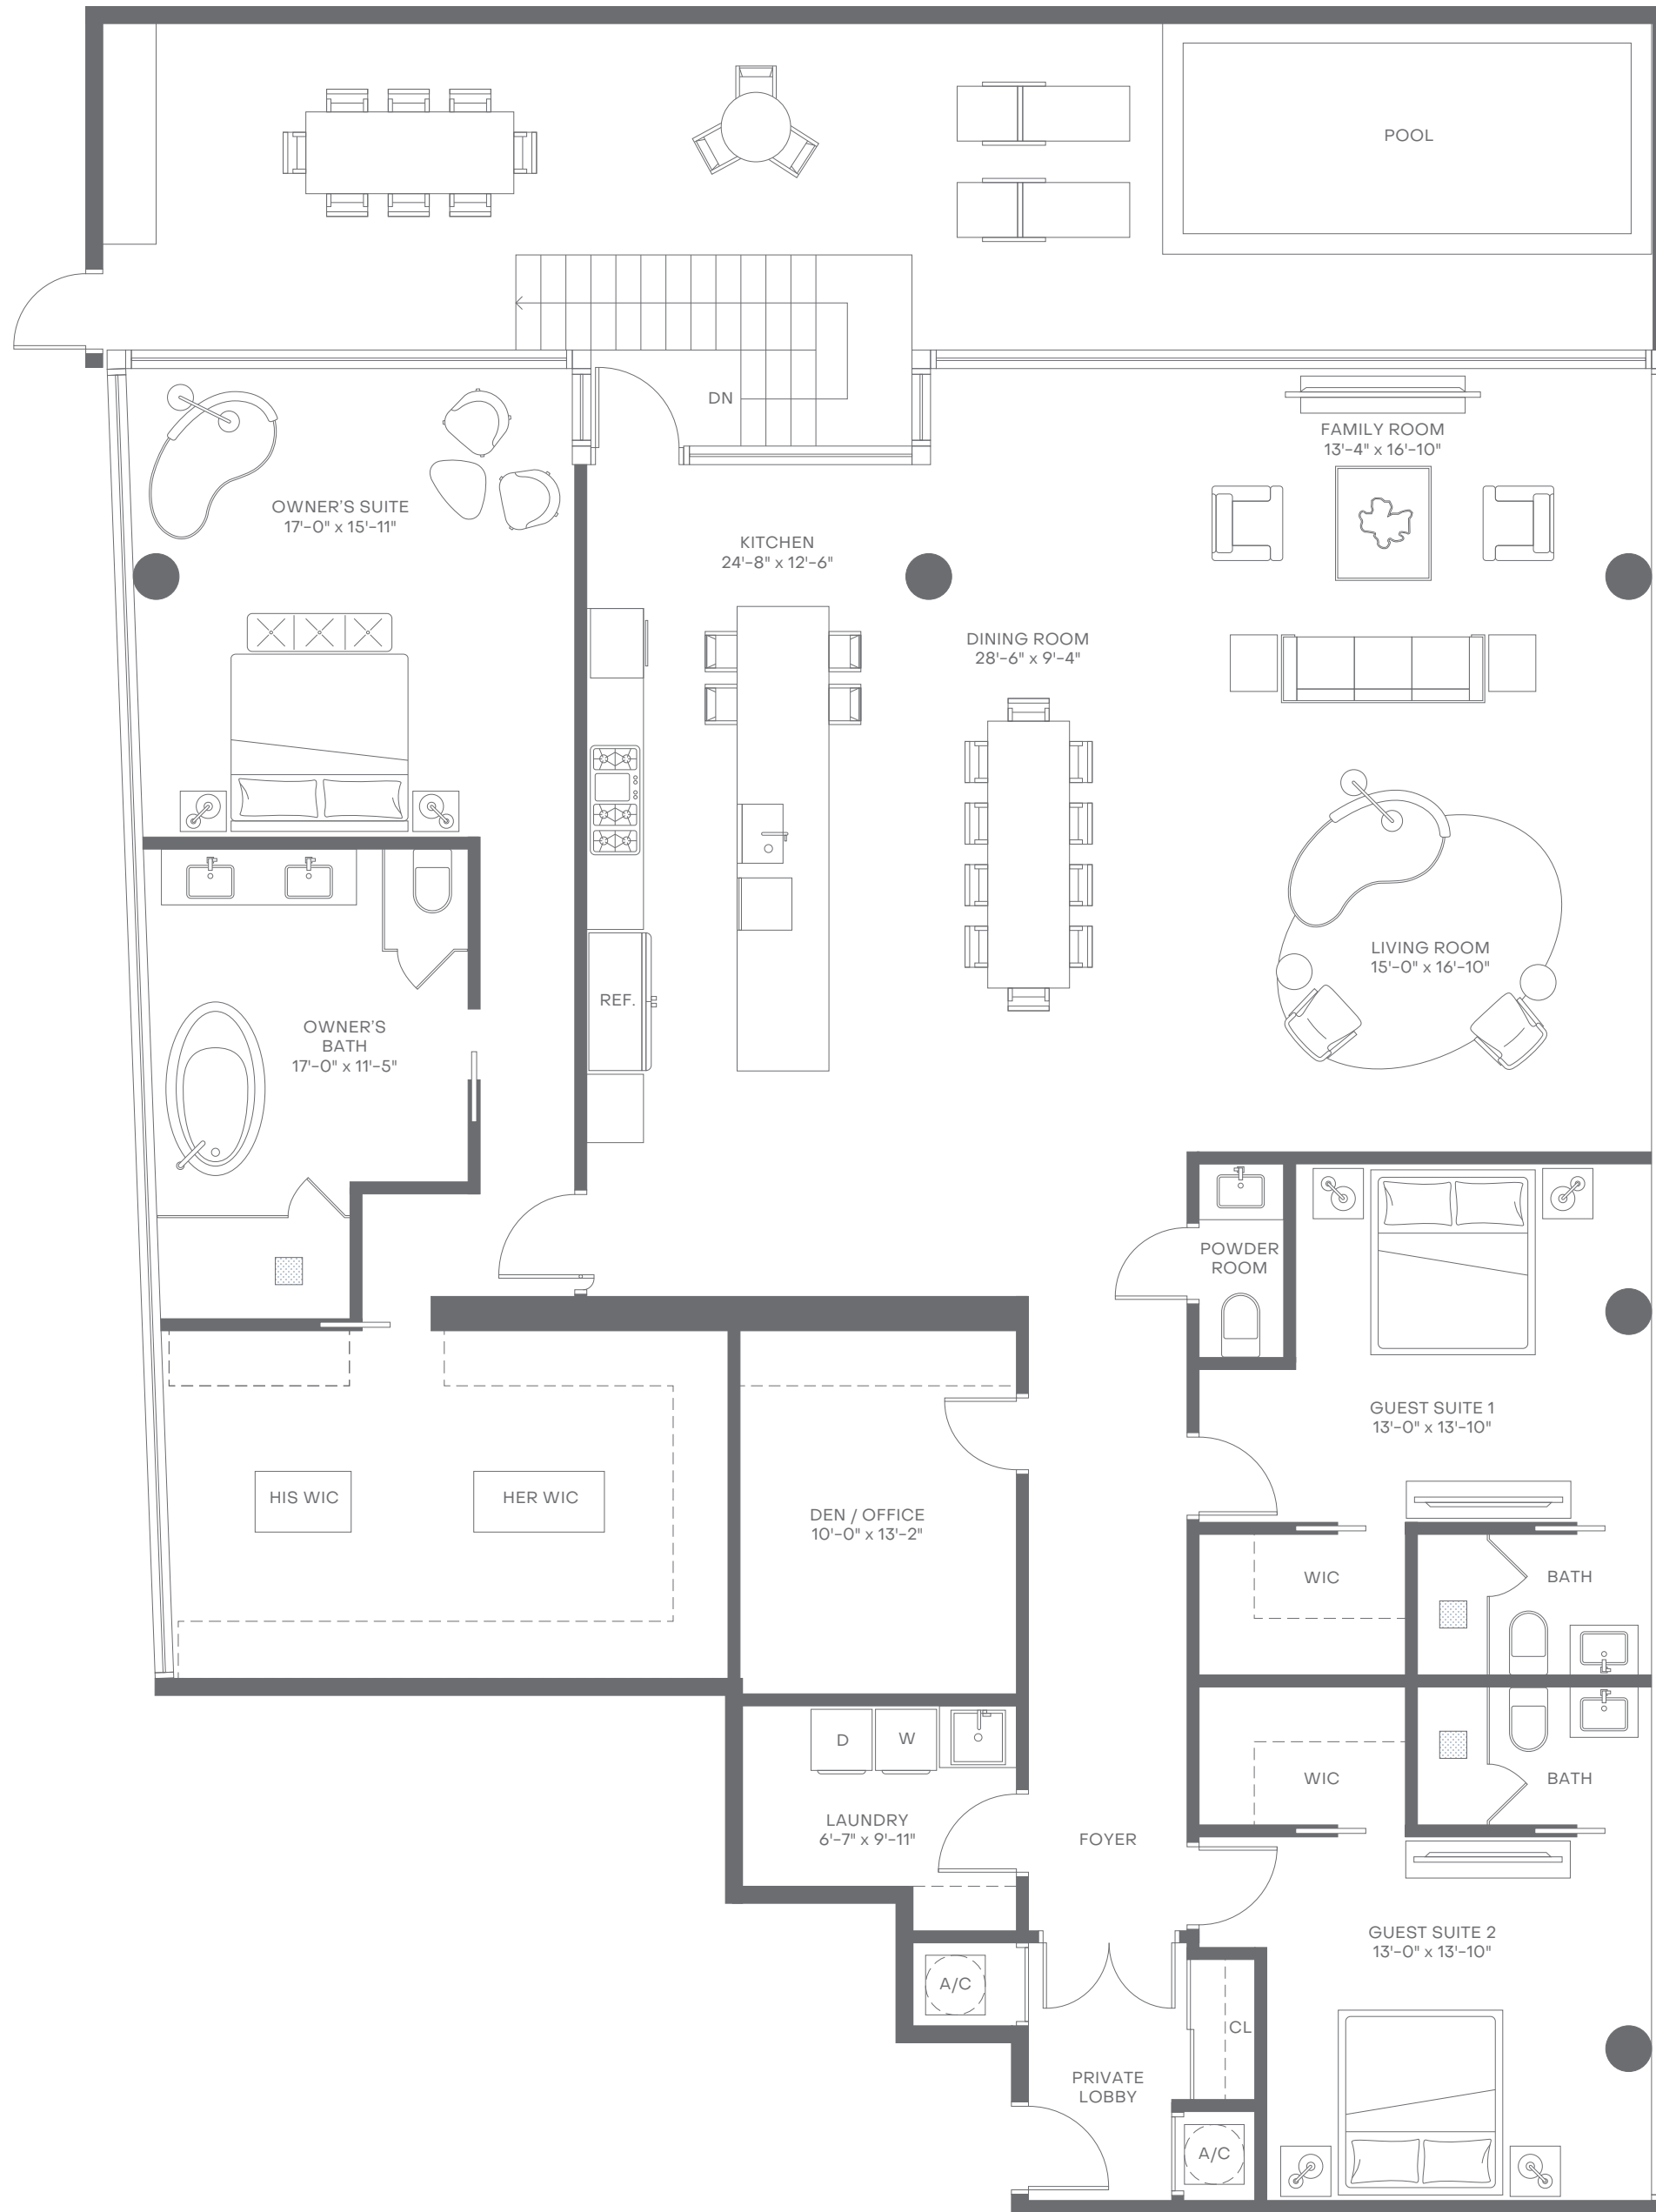 POOL
DN
FAMILY ROOM
13'-4" x 16'-10"
OWNER'S SUITE
17'-0" x 15'-11"
KITCHEN
24'-8" x 12'-6"
DINING ROOM
28'-6" x 9'-4"
LIVING ROOM
15'-0" x 16'-10"
REF.
OWNER'S
BATH
17'-0" x 11'-5"
POWDER
ROOM
GUEST SUITE 1
13'-0" x 13'-10"
HIS WIC
HER WIC
DEN / OFFICE
10'-0" x 13'-2"
WIC
BATH
D
W
WIC
BATH
LAUNDRY
6'-7" x 9'-11"
FOYER
GUEST SUITE 2
13'-0" x 13'-10"
A/C
CL
PRIVATE
LOBBY
A/C